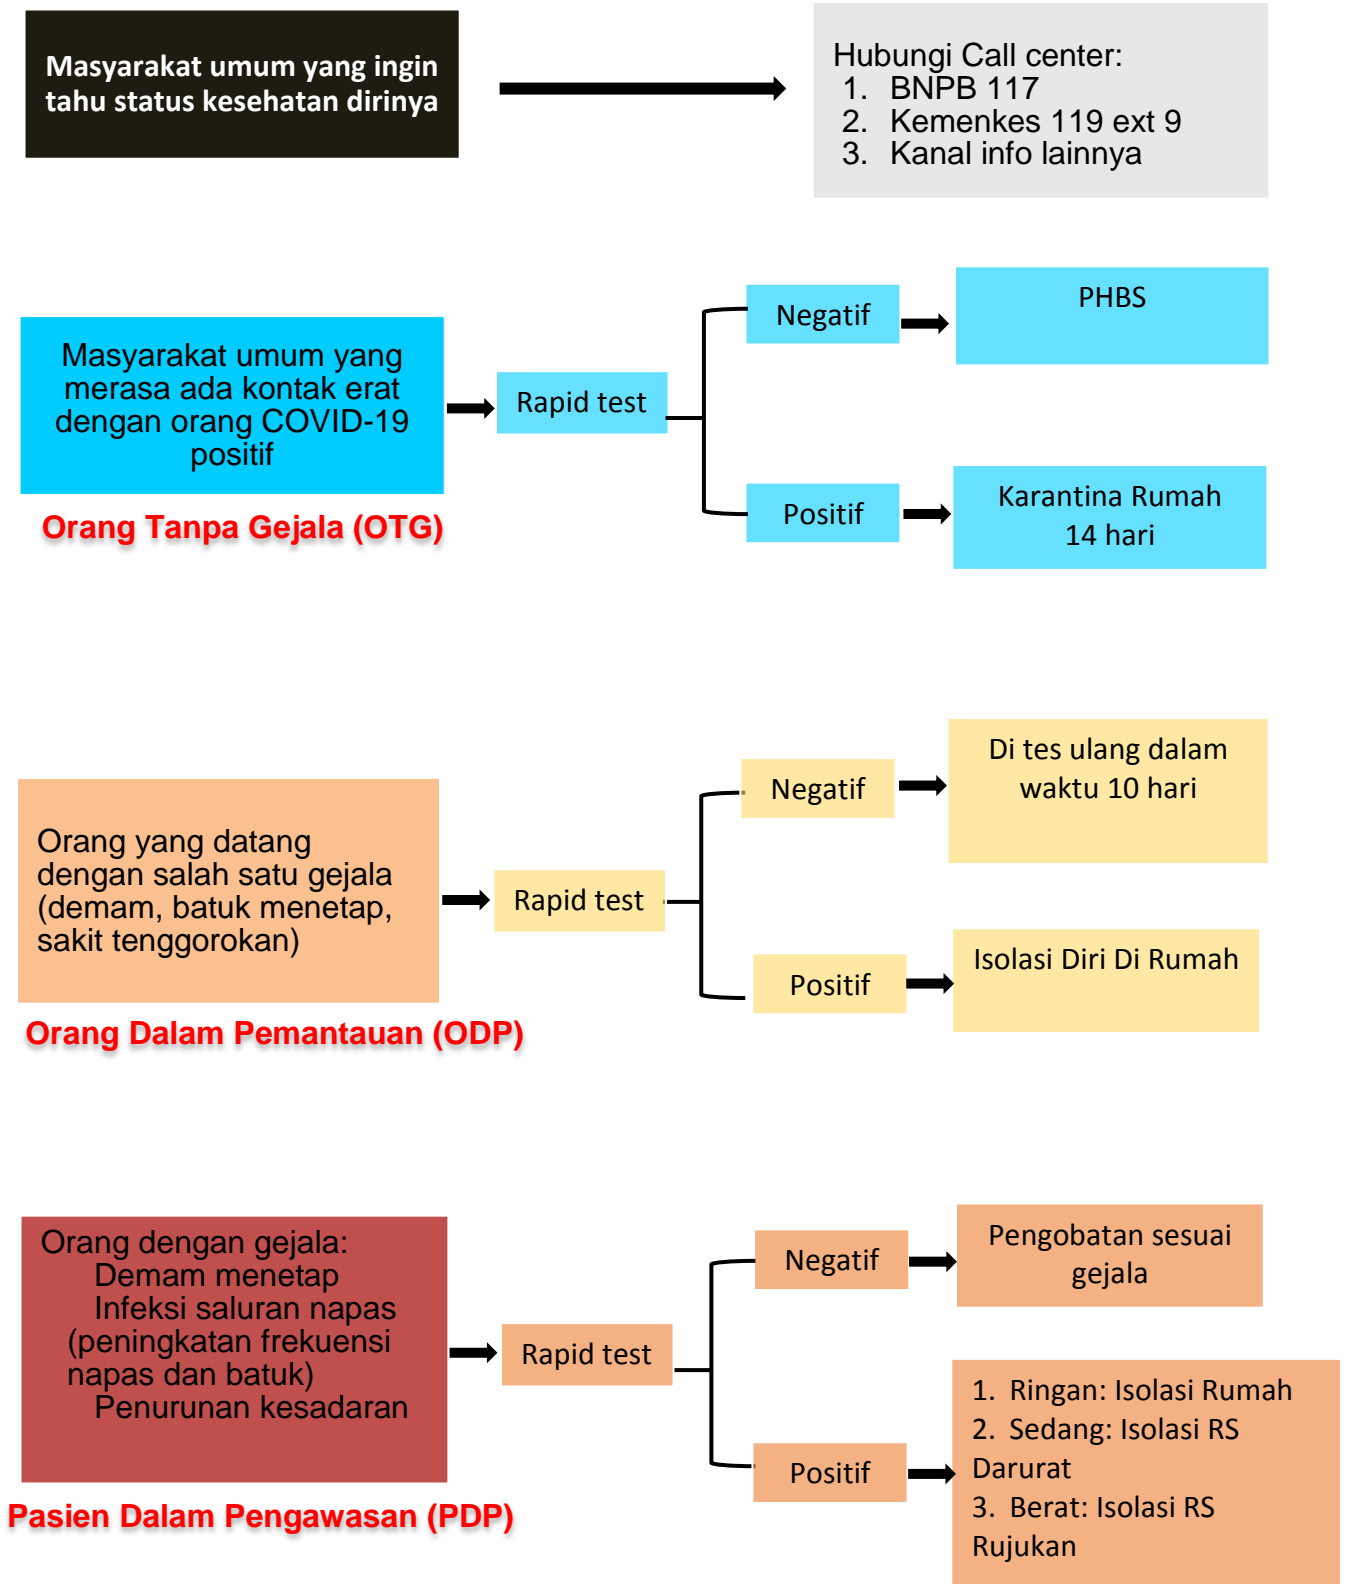 Masyarakat umum yang ingin
tahu status kesehatan dirinya
Hubungi Call center:
1. BNPB 117
2. Kemenkes 119 ext 9
3. Kanal info lainnya
Masyarakat umum yang
merasa ada kontak erat
dengan orang COVID-19
positif
Orang Tanpa Gejala (OTG)
Rapid test
Negatif
PHBS
Positif
Karantina Rumah
14 hari
Orang yang datang
dengan salah satu gejala
(demam, batuk menetap,
sakit tenggorokan)
Orang Dalam Pemantauan (ODP)
Rapid test
Negatif
Di tes ulang dalam
waktu 10 hari
Positif
Isolasi Diri Di Rumah
Orang dengan gejala:
Demam menetap
Infeksi saluran napas
(peningkatan frekuensi
napas dan batuk)
Penurunan kesadaran
Pasien Dalam Pengawasan (PDP)
Rapid test
Negatif
Pengobatan sesuai
gejala
Positif
1. Ringan: Isolasi Rumah
2. Sedang: Isolasi RS
Darurat
3. Berat: Isolasi RS
Rujukan